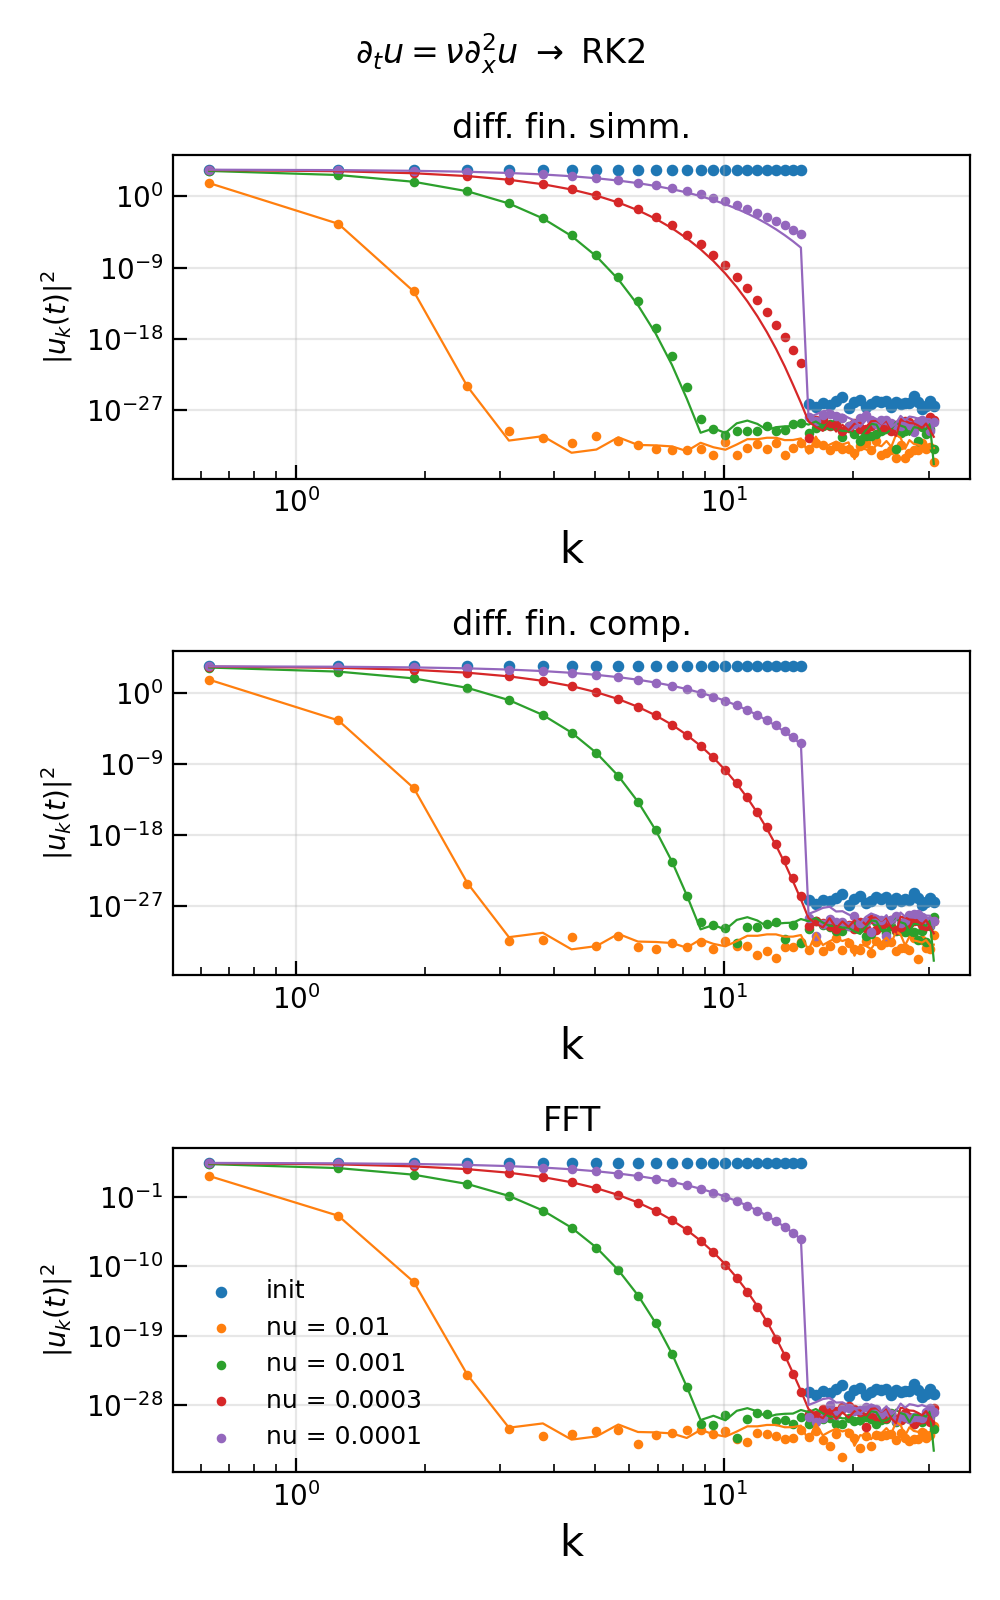 ∂ₜu = ν∂ₓ²u → RK2
diff. fin. simm.
10⁰
10⁻⁹
10⁻¹⁸
10⁻²⁷
|uₖ(t)|²
10⁰ 10¹
k
diff. fin. comp.
10⁰
10⁻⁹
10⁻¹⁸
10⁻²⁷
|uₖ(t)|²
10⁰ 10¹
k
FFT
10⁻¹
10⁻¹⁰
10⁻¹⁹
10⁻²⁸
|uₖ(t)|²
init
nu = 0.01
nu = 0.001
nu = 0.0003
nu = 0.0001
10⁰ 10¹
k